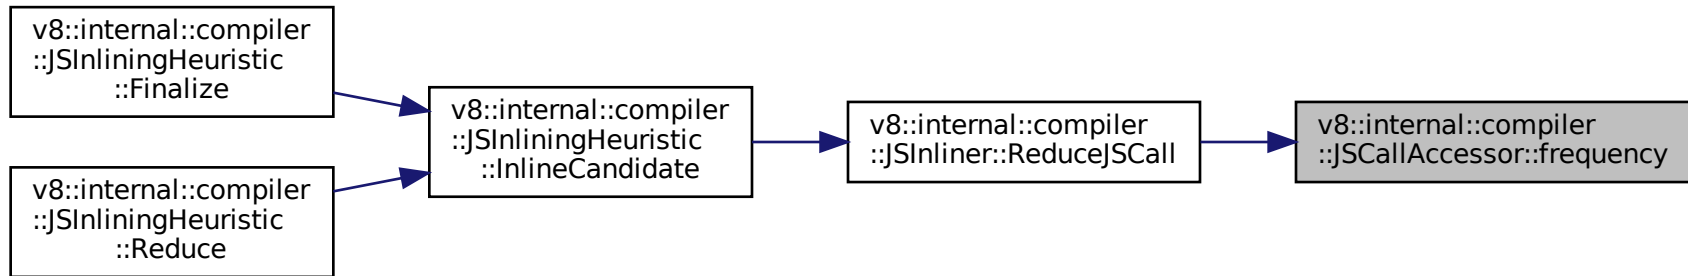 v8::internal::compiler
::JSInliningHeuristic
::Finalize
v8::internal::compiler
::JSInliningHeuristic
::Reduce
v8::internal::compiler
::JSInliningHeuristic
::InlineCandidate
v8::internal::compiler
::JSInliner::ReduceJSCall
v8::internal::compiler
::JSCallAccessor::frequency